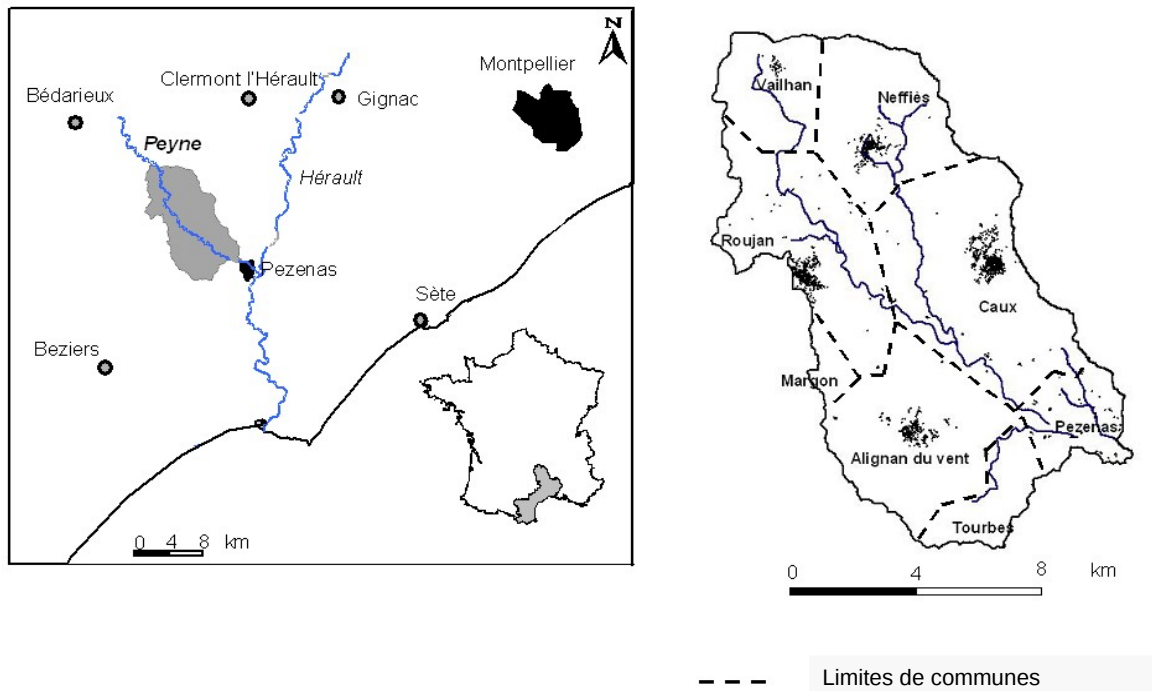 N
Montpellier
Clermont l'Hérault
Gignac
Bédarieux
Peyne
Hérault
Pezenas
Sète
Beziers
0 4 8 km
Vailhan
Neffiés
Roujan
Caux
Margon
Pezenas
Alignan du vent
Tourbes
0 4 8 km
Limites de communes